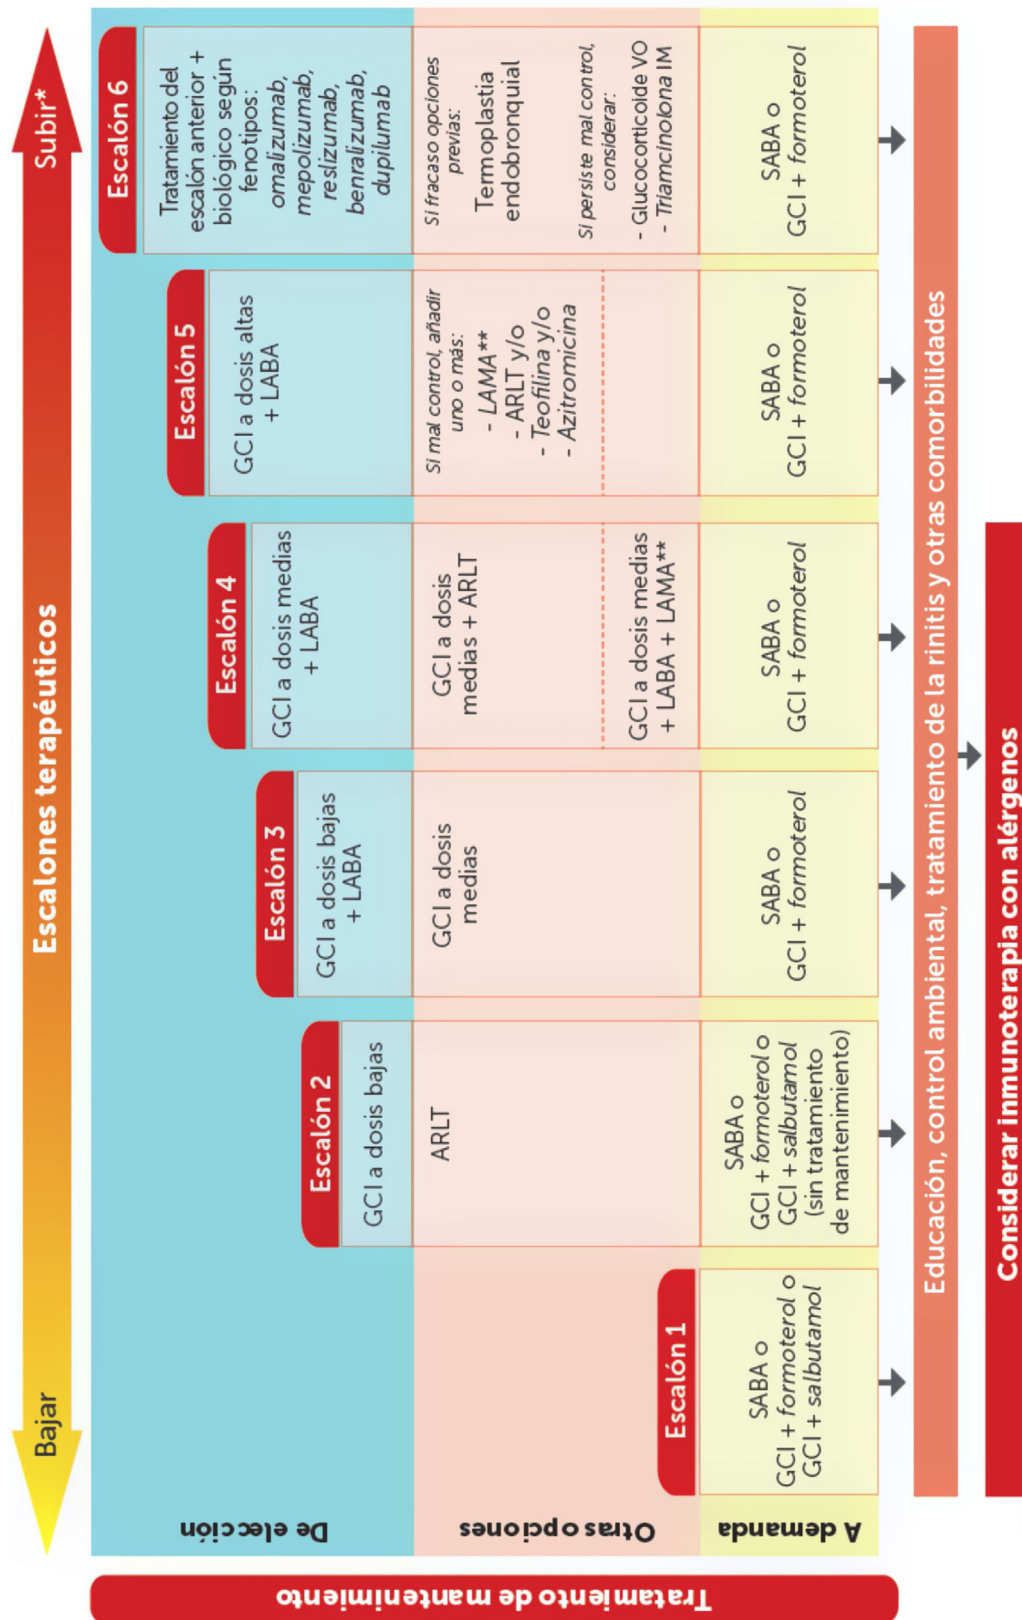 Escalones terapéuticos
Bajar
Subir*
Tratamiento de mantenimiento
De elección
Otras opciones
A demanda
Escalón 1
SABA o
GCI + formoterol o
GCI + salbutamol
Escalón 2
GCI a dosis bajas
ARLT
SABA o
GCI + formoterol o
GCI + salbutamol
(sin tratamiento
de mantenimiento)
Escalón 3
GCI a dosis bajas
+ LABA
GCI a dosis
medias
SABA o
GCI + formoterol
Escalón 4
GCI a dosis medias
+ LABA
GCI a dosis
medias + ARLT
GCI a dosis medias
+ LABA + LAMA**
SABA o
GCI + formoterol
Escalón 5
GCI a dosis altas
+ LABA
Si mal control, añadir
uno o más:
- LAMA**
- ARLT y/o
- Teofilina y/o
- Azitromicina
SABA o
GCI + formoterol
Escalón 6
Tratamiento del
escalón anterior +
biológico según
fenotipos:
omalizumab,
mepolizumab,
reslizumab,
benralizumab,
dupilumab
Si fracaso opciones
previas:
Termoplastia
endobronquial
Si persiste mal control,
considerar:
- Glucocorticoide VO
- Triamcinolona IM
SABA o
GCI + formoterol
Educación, control ambiental, tratamiento de la rinitis y otras comorbilidades
Considerar inmunoterapia con alérgenos